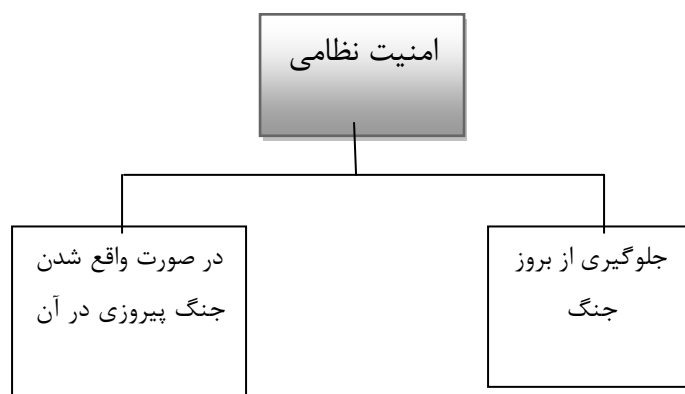 امنیت نظامی
جلوگیری از بروز
جنگ
در صورت واقع شدن
جنگ پیروزی در آن